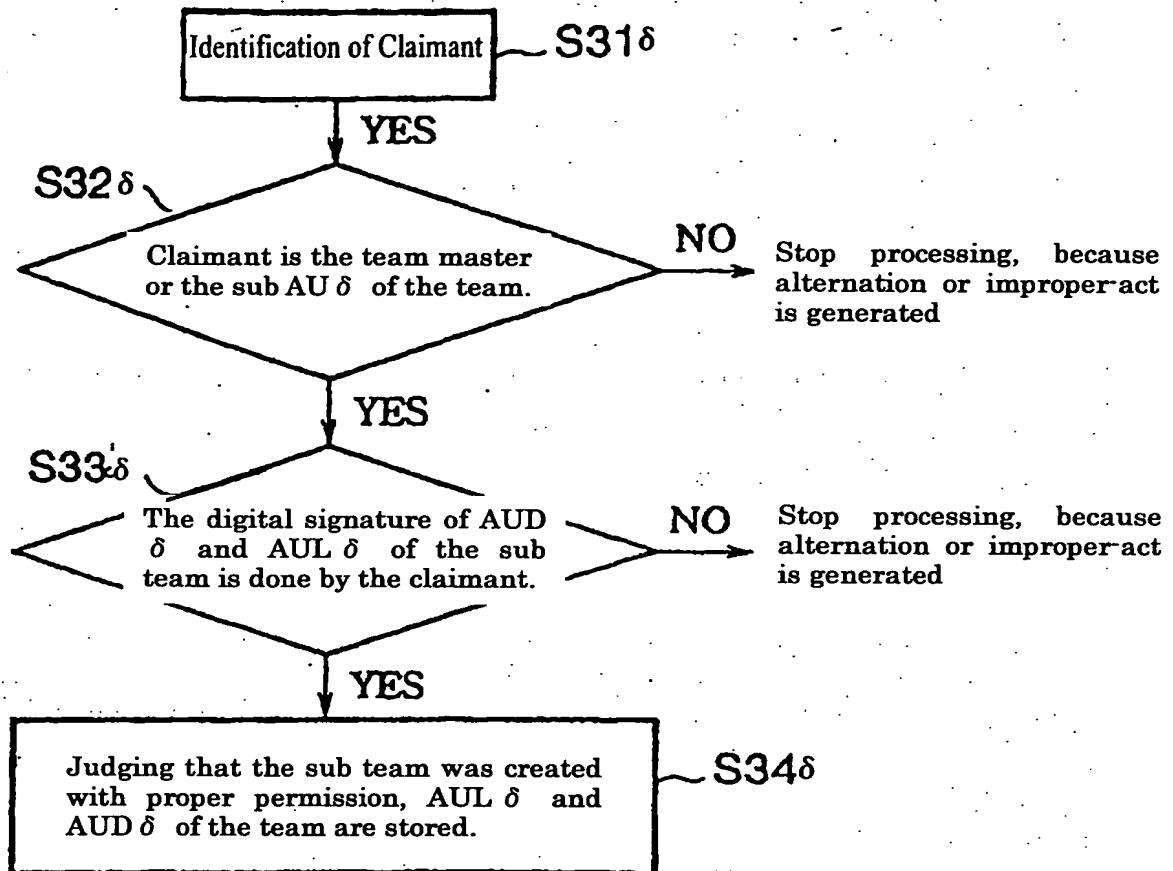 Identification of Claimant
S31δ
YES
S32δ
Claimant is the team master
or the sub AU δ of the team.
NO
Stop processing, because
alternation or improper-act
is generated
YES
S33'δ
The digital signature of AUD
δ and AUL δ of the sub
team is done by the claimant.
NO
Stop processing, because
alternation or improper-act
is generated
YES
Judging that the sub team was created
with proper permission, AUL δ and
AUD δ of the team are stored.
S34δ